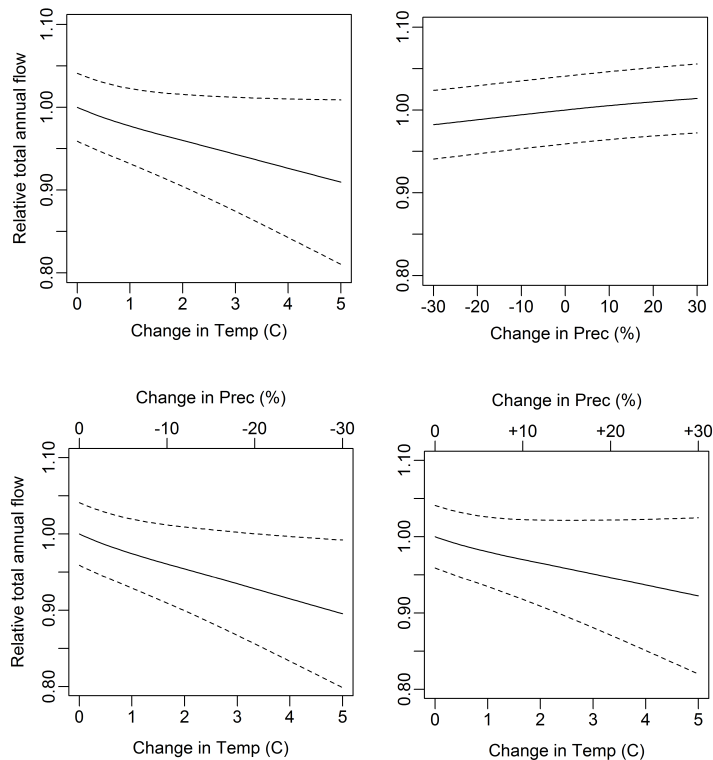 Relative total annual flow
1.10
1.00
0.90
0.80
0 1 2 3 4 5
Change in Temp (C)
1.10
1.00
0.90
0.80
-30 -20 -10 0 10 20 30
Change in Prec (%)
Change in Prec (%)
0 -10 -20 -30
Relative total annual flow
1.10
1.00
0.90
0.80
0 1 2 3 4 5
Change in Temp (C)
Change in Prec (%)
0 +10 +20 +30
1.10
1.00
0.90
0.80
0 1 2 3 4 5
Change in Temp (C)